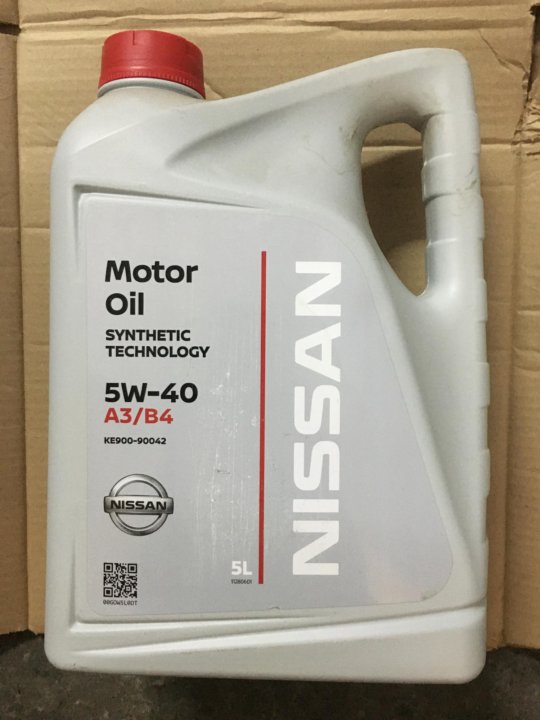 Motor
Oil
SYNTHETIC
TECHNOLOGY
5W-40
A3/B4
KE900-90042
NISSAN
NISSAN
5L